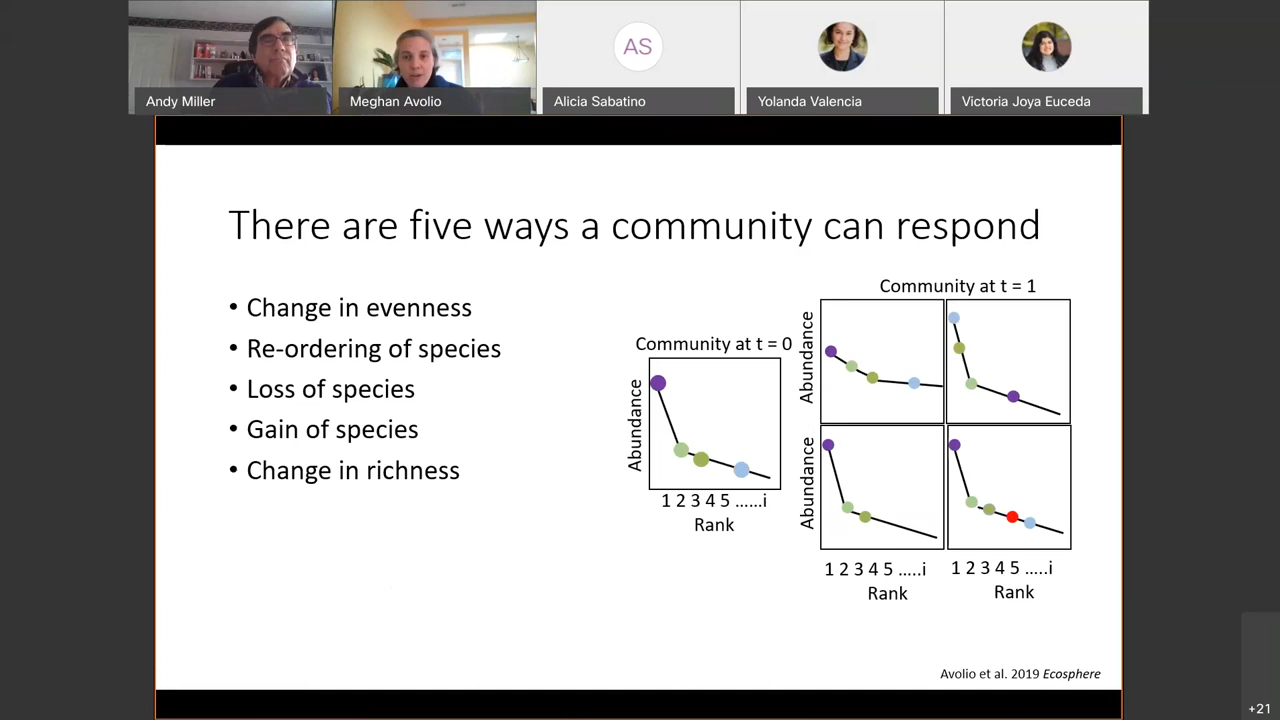 AS
Andy Miller
Meghan Avolio
Alicia Sabatino
Yolanda Valencia
Victoria Joya Euceda
There are five ways a community can respond
• Change in evenness
• Re-ordering of species
• Loss of species
• Gain of species
• Change in richness
Community at t = 0
Abundance
1 2 3 4 5 ......i
Rank
Community at t = 1
Abundance
Abundance
1 2 3 4 5 .....i
Rank
1 2 3 4 5 .....i
Rank
Avolio et al. 2019 Ecosphere
+21